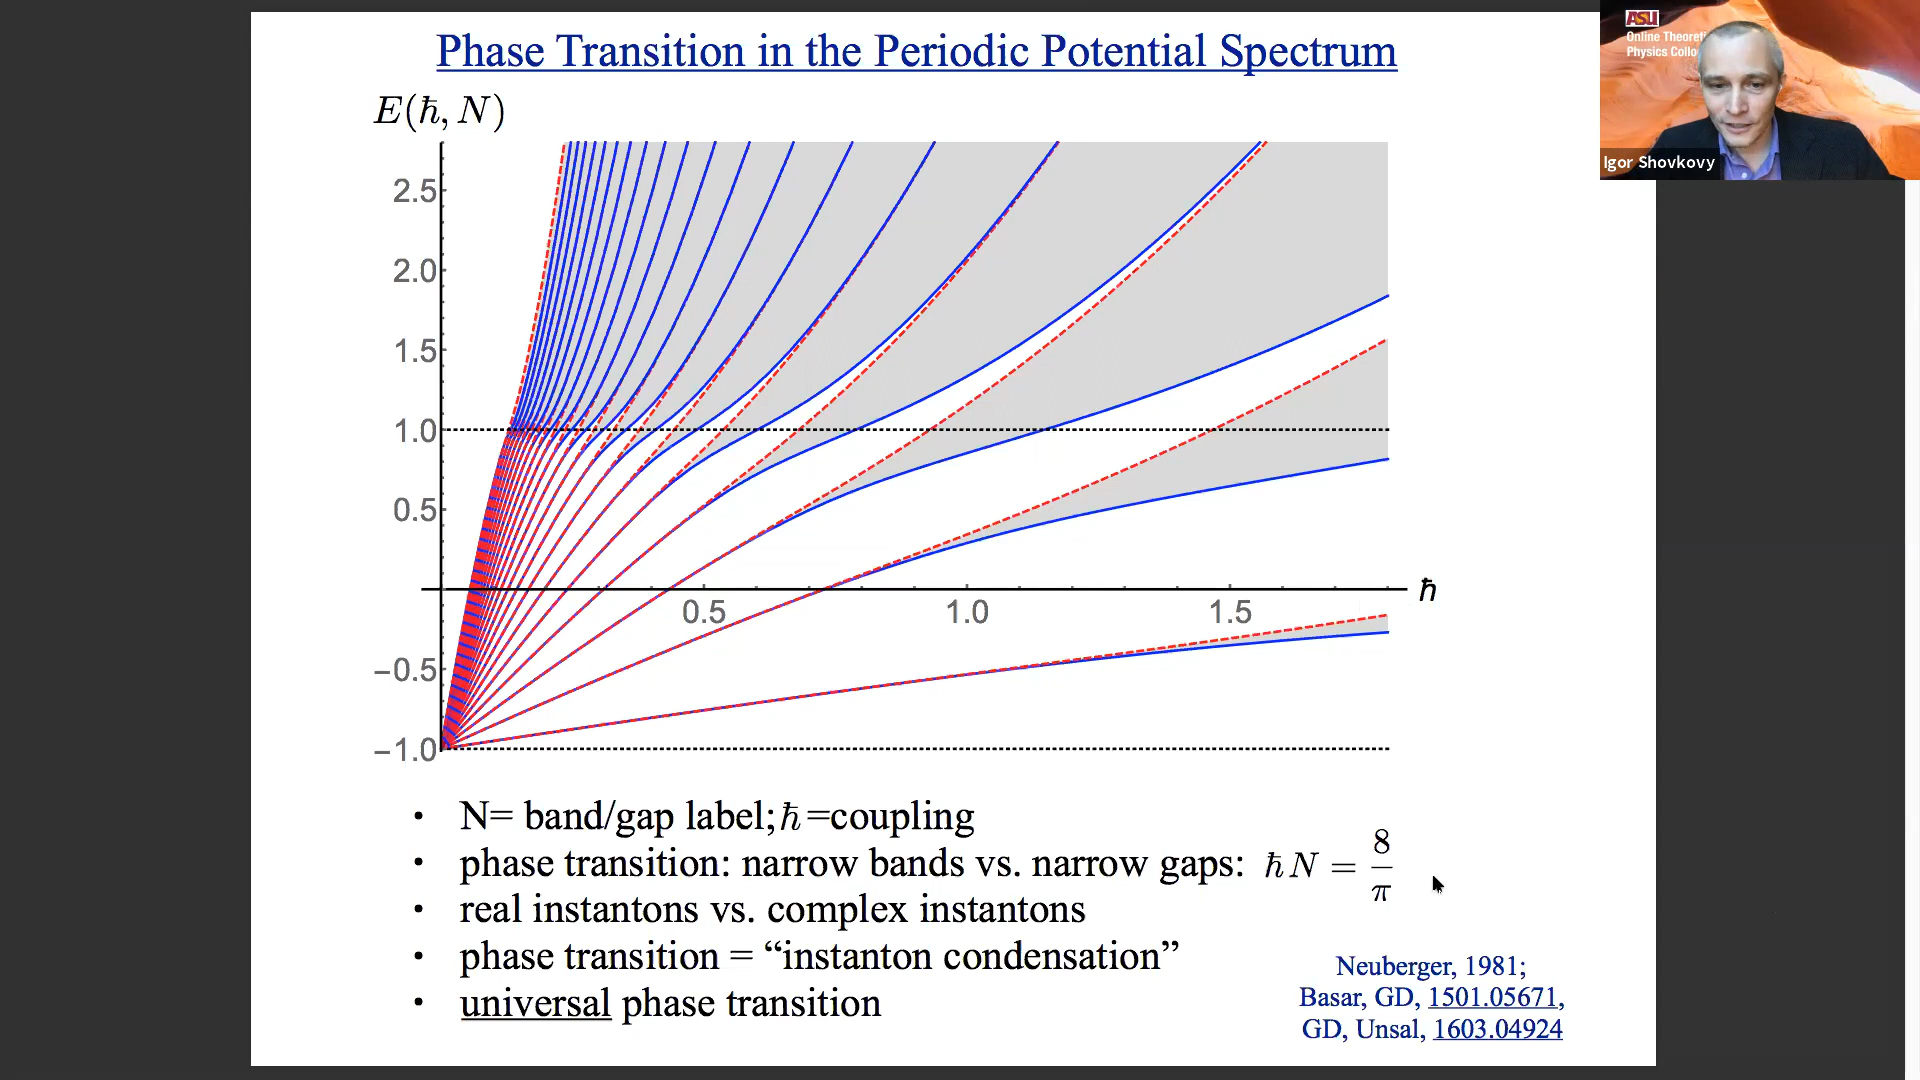 Phase Transition in the Periodic Potential Spectrum
ASU
Online Theoreti
Physics Collo
Igor Shovkovy
E(ħ, N)
2.5
2.0
1.5
1.0
0.5
−0.5
−1.0
0.5 1.0 1.5
ħ
• N= band/gap label; ħ =coupling
• phase transition: narrow bands vs. narrow gaps: ħ N = 8/π
• real instantons vs. complex instantons
• phase transition = “instanton condensation”
• universal phase transition
Neuberger, 1981;
Basar, GD, 1501.05671,
GD, Unsal, 1603.04924